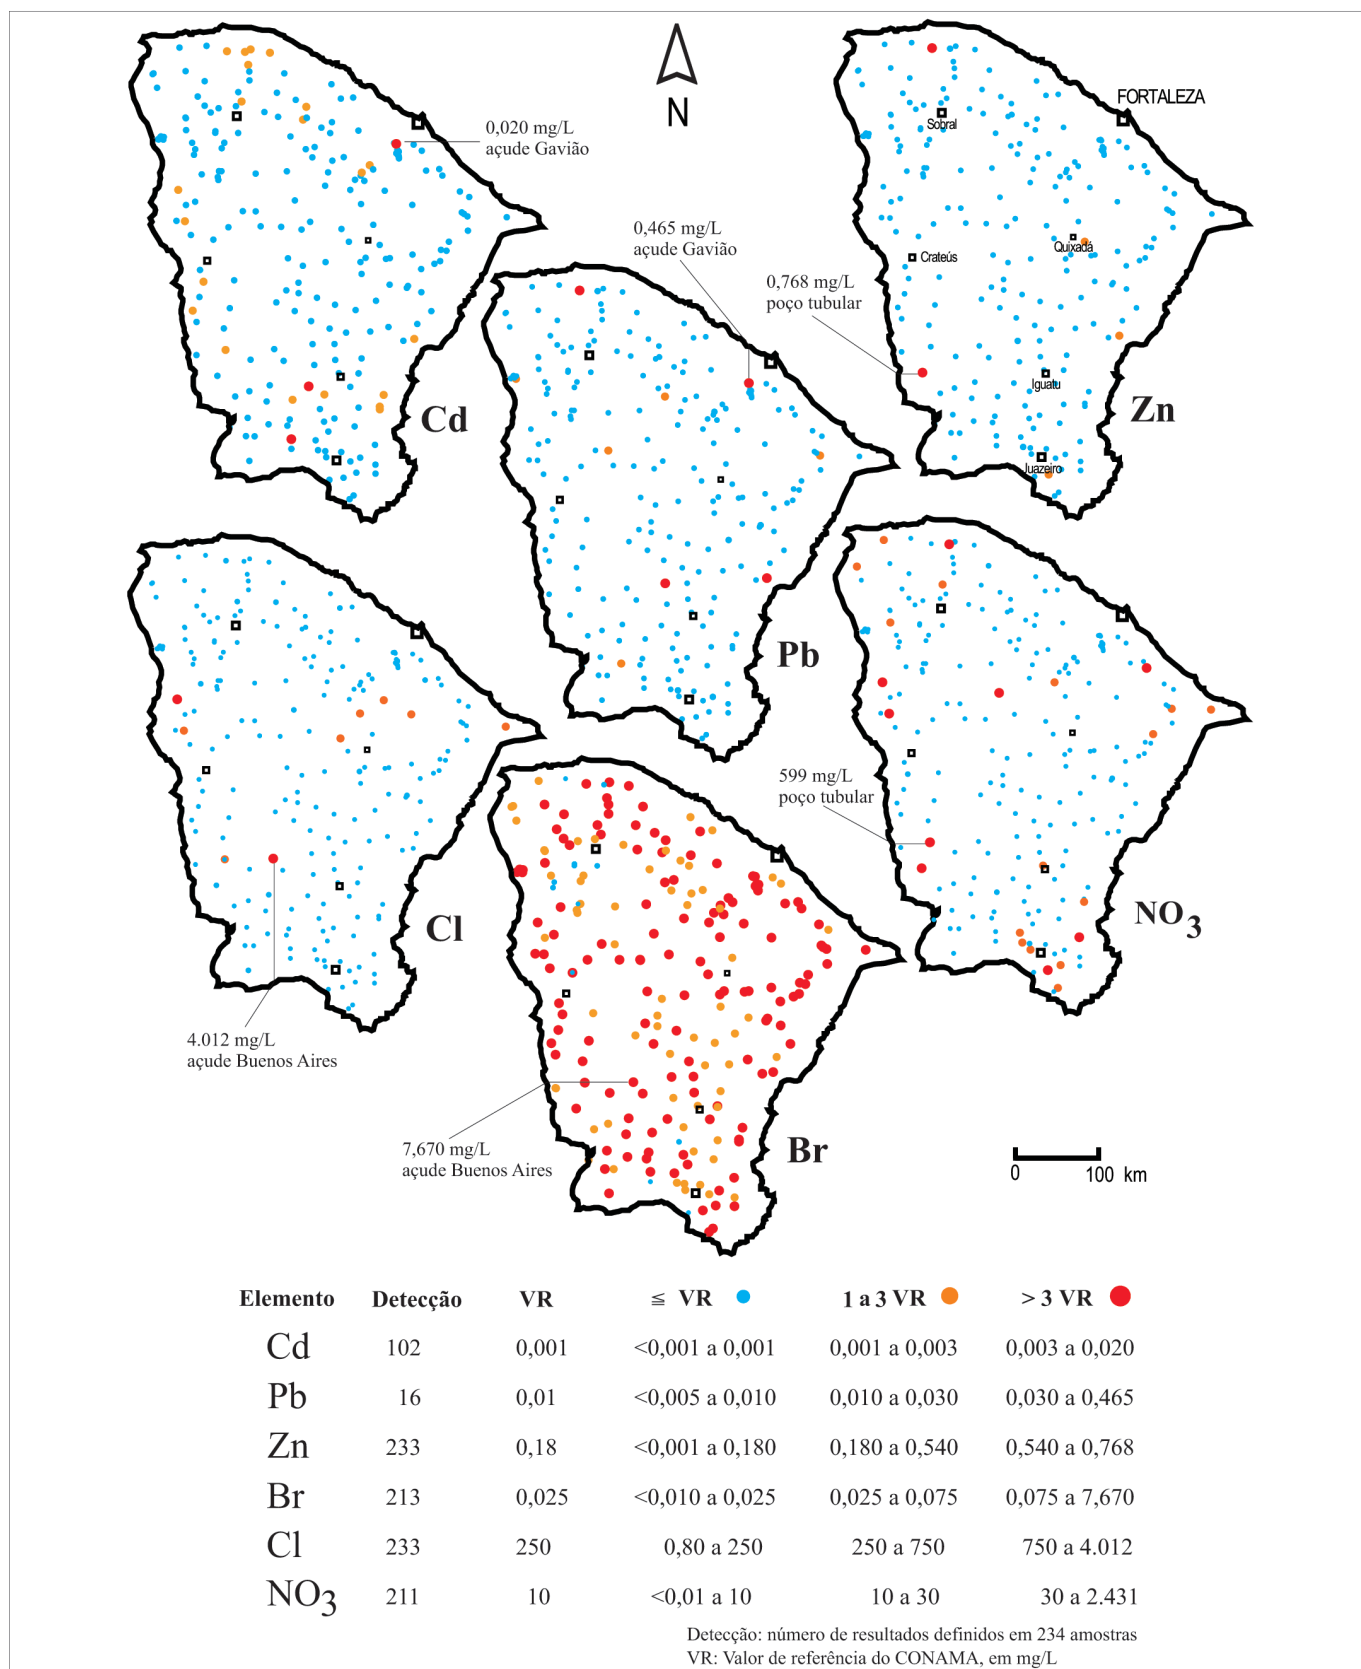 N
FORTALEZA
Sobral
0,020 mg/L
açude Gavião
0,465 mg/L
açude Gavião
Quixadá
Crateús
0,768 mg/L
poço tubular
Iguatu
Cd
Zn
Juazeiro
Pb
599 mg/L
poço tubular
Cl
NO3
4.012 mg/L
açude Buenos Aires
7,670 mg/L
açude Buenos Aires
Br
0 100 km
Elemento Detecção VR ≦ VR 1 a 3 VR > 3 VR
Cd 102 0,001 <0,001 a 0,001 0,001 a 0,003 0,003 a 0,020
Pb 16 0,01 <0,005 a 0,010 0,010 a 0,030 0,030 a 0,465
Zn 233 0,18 <0,001 a 0,180 0,180 a 0,540 0,540 a 0,768
Br 213 0,025 <0,010 a 0,025 0,025 a 0,075 0,075 a 7,670
Cl 233 250 0,80 a 250 250 a 750 750 a 4.012
NO3 211 10 <0,01 a 10 10 a 30 30 a 2.431
Detecção: número de resultados definidos em 234 amostras
VR: Valor de referência do CONAMA, em mg/L